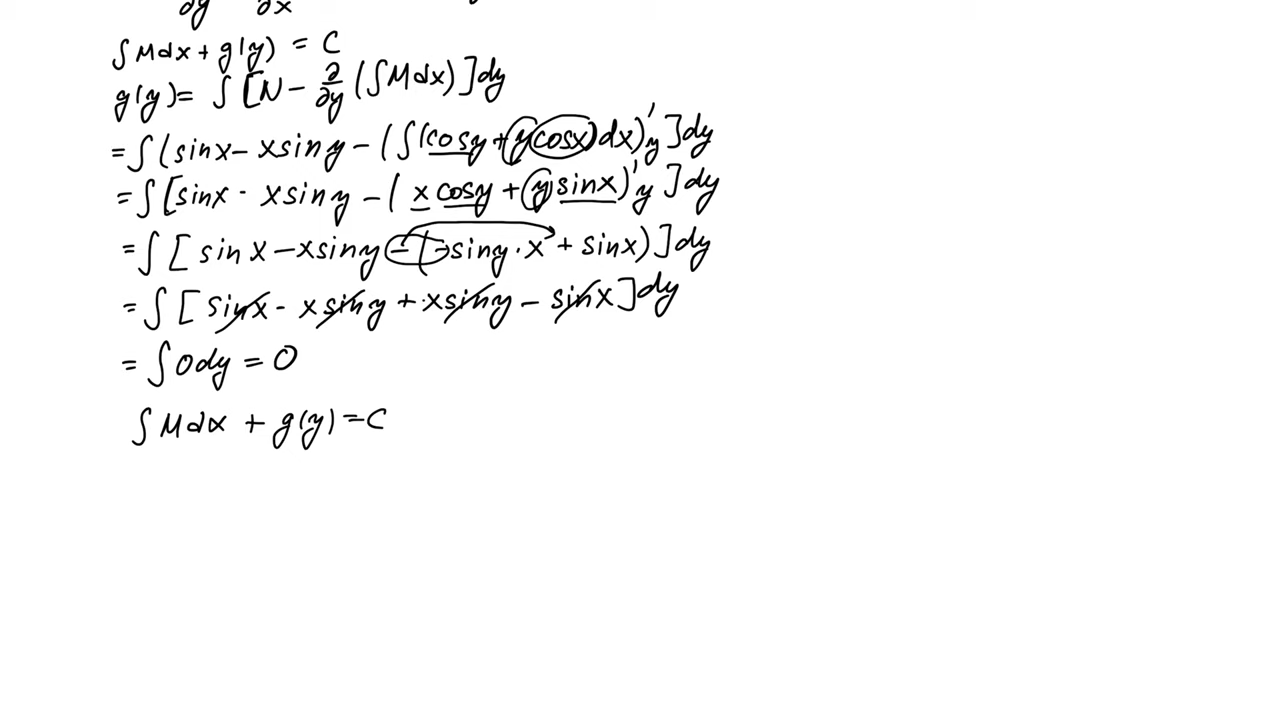 ∂y ∂x
∫Mdx + g(y) = C
g(y) = ∫[N − ∂/∂y (∫Mdx)]dy
= ∫(sinx − xsiny − (∫(cosy + ycosx)dx)'y]dy
= ∫[sinx - xsiny − (xcosy + ysinx)'y]dy
= ∫[sinx − xsiny − (−siny·x + sinx)]dy
= ∫[sinx - xsiny + xsiny − sinx]dy
= ∫0dy = 0
∫Mdx + g(y) = C